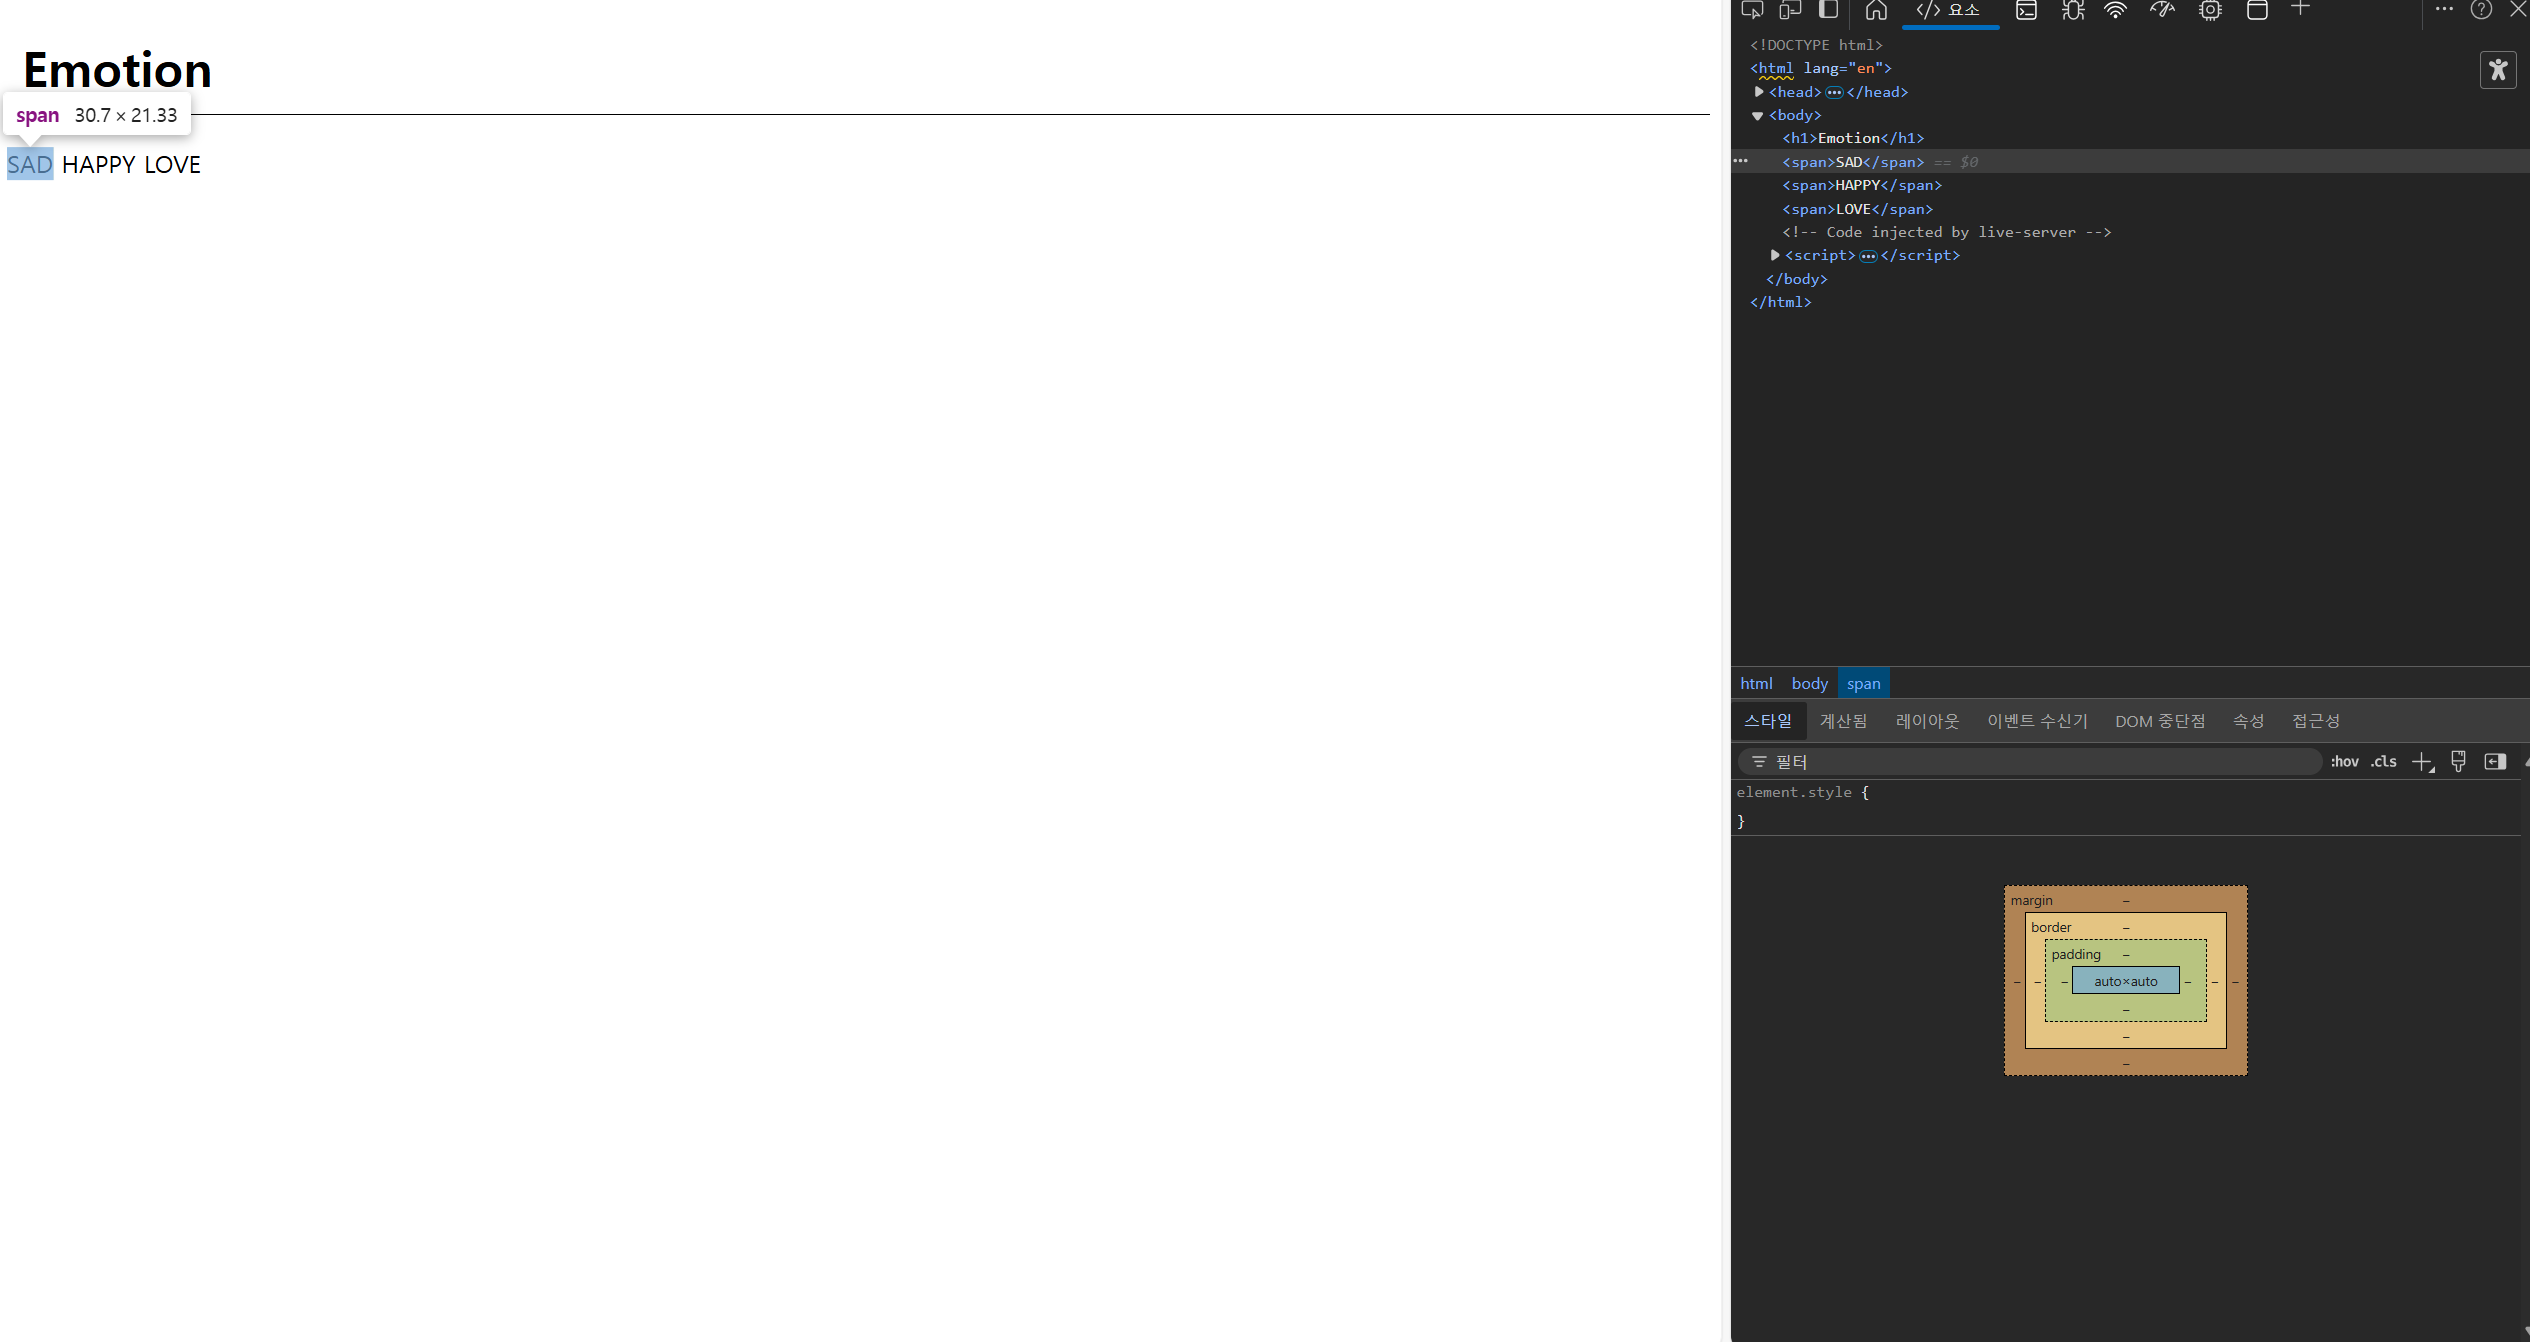 Emotion
span 30.7 × 21.33
SAD HAPPY LOVE
</> 요소
<!DOCTYPE html>
<html lang="en">
<head>…</head>
<body>
<h1>Emotion</h1>
<span>SAD</span> == $0
<span>HAPPY</span>
<span>LOVE</span>
<!-- Code injected by live-server -->
<script>…</script>
</body>
</html>
html body span
스타일 계산됨 레이아웃 이벤트 수신기 DOM 중단점 속성 접근성
필터 :hov .cls
element.style {
}
margin –
border –
padding –
– – – auto×auto – – –
–
–
–